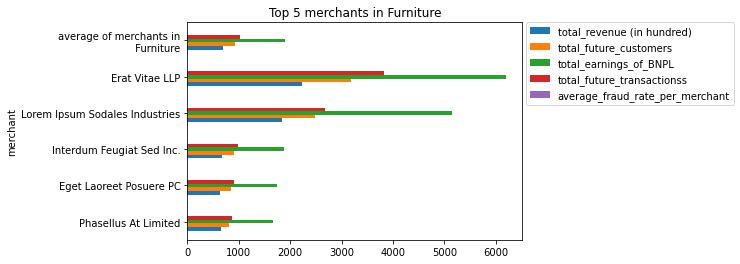 Top 5 merchants in Furniture
average of merchants in
Furniture
Erat Vitae LLP
Lorem Ipsum Sodales Industries
Interdum Feugiat Sed Inc.
Eget Laoreet Posuere PC
Phasellus At Limited
merchant
0 1000 2000 3000 4000 5000 6000
total_revenue (in hundred)
total_future_customers
total_earnings_of_BNPL
total_future_transactionss
average_fraud_rate_per_merchant